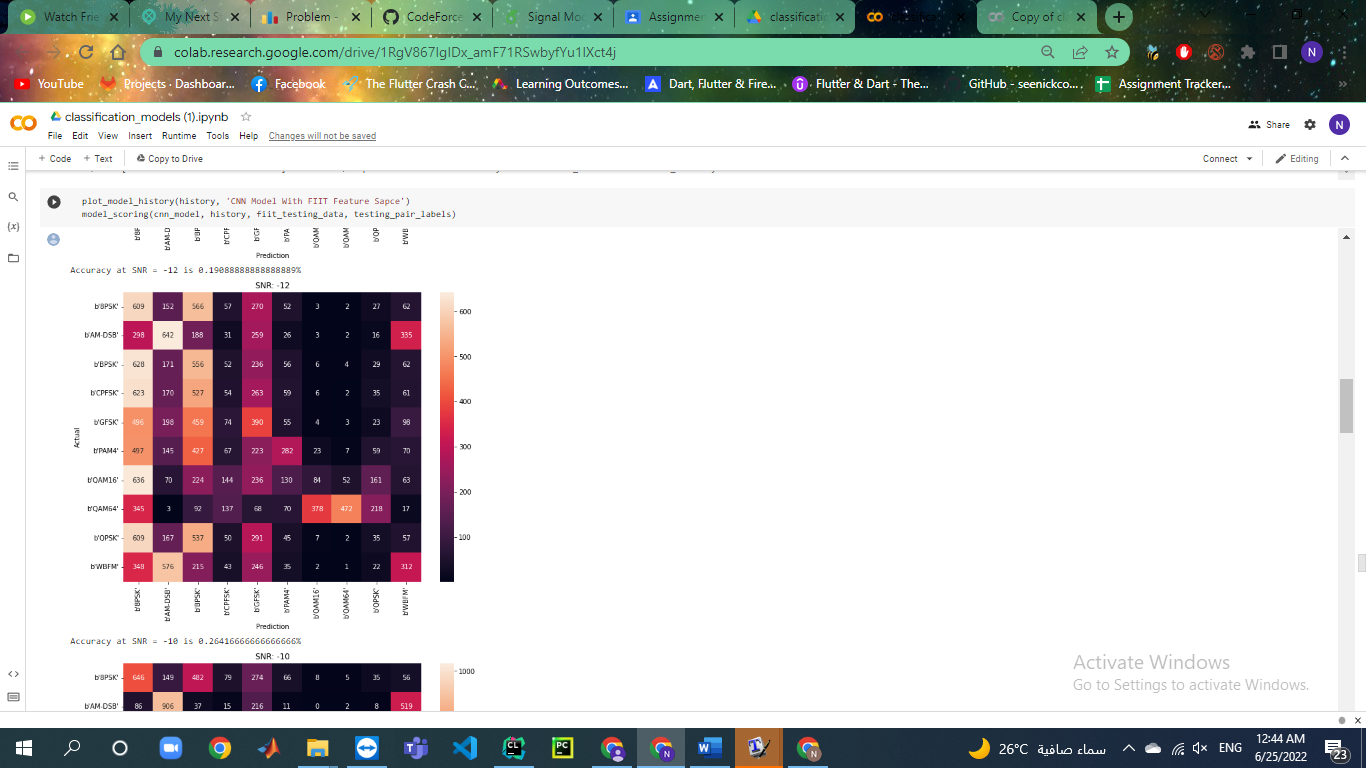 Watch Frie
My Next S
Problem -
CodeForce
Signal Mo
Assignmer
classificatio
Copy of cl
colab.research.google.com/drive/1RgV867IgIDx_amF71RSwbyfYu1IXct4j
N
YouTube
Projects · Dashboar...
Facebook
The Flutter Crash C...
Learning Outcomes...
Dart, Flutter & Fire...
Flutter & Dart - The...
GitHub - seenickco...
Assignment Tracker...
»
classification_models (1).ipynb
Share
N
File Edit View Insert Runtime Tools Help Changes will not be saved
+ Code + Text Copy to Drive
Connect
Editing
plot_model_history(history, 'CNN Model With FIIT Feature Sapce')
model_scoring(cnn_model, history, fiit_testing_data, testing_pair_labels)
Prediction
Accuracy at SNR = -12 is 0.19088888888888889%
SNR: -12
b'8PSK' 609 152 566 57 270 52 3 2 27 62
b'AM-DSB' 298 642 188 31 259 26 3 2 16 335
b'BPSK' 628 171 556 52 236 56 6 4 29 62
b'CPFSK' 623 170 527 54 263 59 6 2 35 61
b'GFSK' 496 198 459 74 390 55 4 3 23 98
b'PAM4' 497 145 427 67 223 282 23 7 59 70
b'QAM16' 636 70 224 144 236 130 84 52 161 63
b'QAM64' 345 3 92 137 68 70 378 472 218 17
b'QPSK' 609 167 537 50 291 45 7 2 35 57
b'WBFM' 348 576 215 43 246 35 2 1 22 312
Actual
600
500
400
300
200
100
b'8PSK' b'AM-DSB' b'BPSK' b'CPFSK' b'GFSK' b'PAM4' b'QAM16' b'QAM64' b'QPSK' b'WBFM'
Prediction
Accuracy at SNR = -10 is 0.26416666666666666%
SNR: -10
b'8PSK' 646 149 482 79 274 66 8 5 35 56
b'AM-DSB' 86 906 37 15 216 11 0 2 8 519
1000
Activate Windows
Go to Settings to activate Windows.
26°C سماء صافية
ENG
12:44 AM
6/25/2022
23